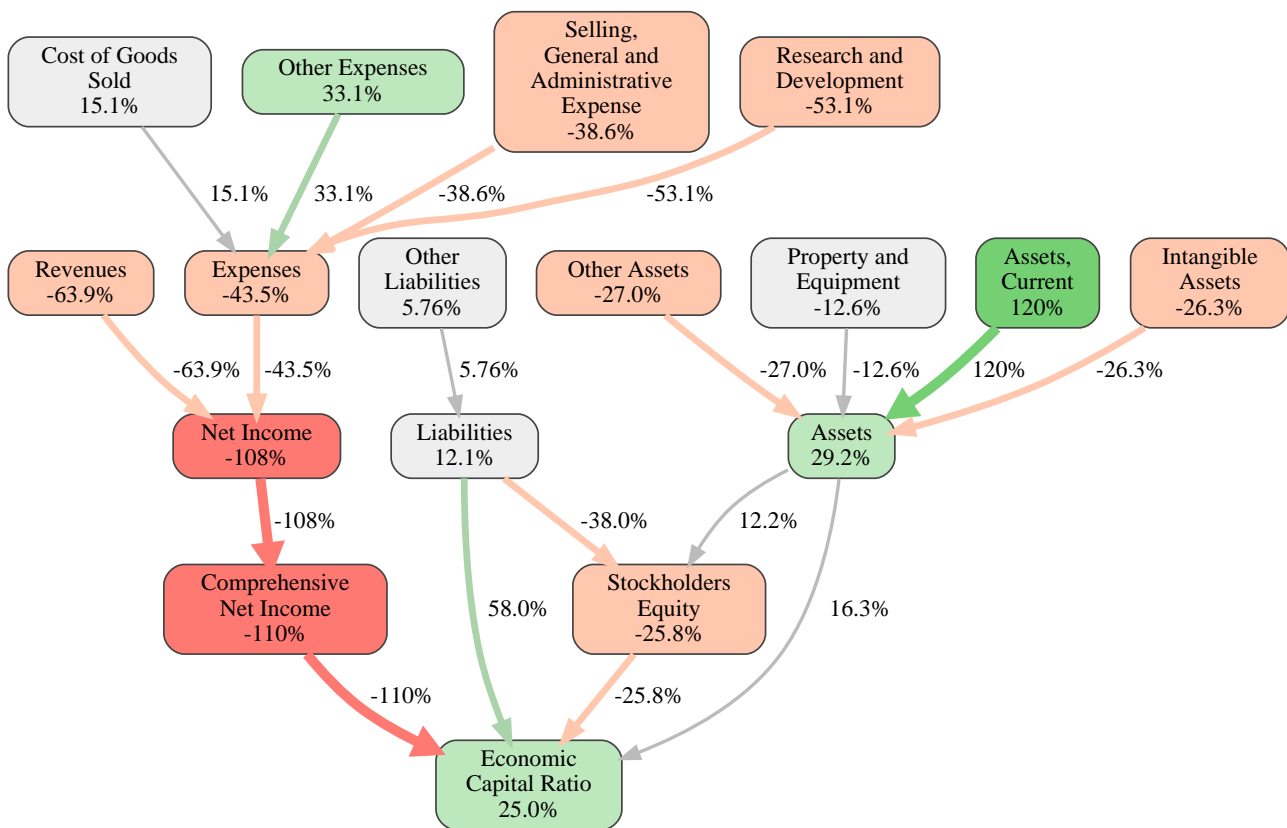 Cost of Goods
Sold
15.1%
Other Expenses
33.1%
Selling,
General and
Administrative
Expense
-38.6%
Research and
Development
-53.1%
15.1%
33.1%
-38.6%
-53.1%
Revenues
-63.9%
Expenses
-43.5%
Other
Liabilities
5.76%
Other Assets
-27.0%
Property and
Equipment
-12.6%
Assets,
Current
120%
Intangible
Assets
-26.3%
-63.9%
-43.5%
5.76%
-27.0%
-12.6%
120%
-26.3%
Net Income
-108%
Liabilities
12.1%
Assets
29.2%
-108%
-38.0%
12.2%
Comprehensive
Net Income
-110%
58.0%
Stockholders
Equity
-25.8%
16.3%
-110%
-25.8%
Economic
Capital Ratio
25.0%